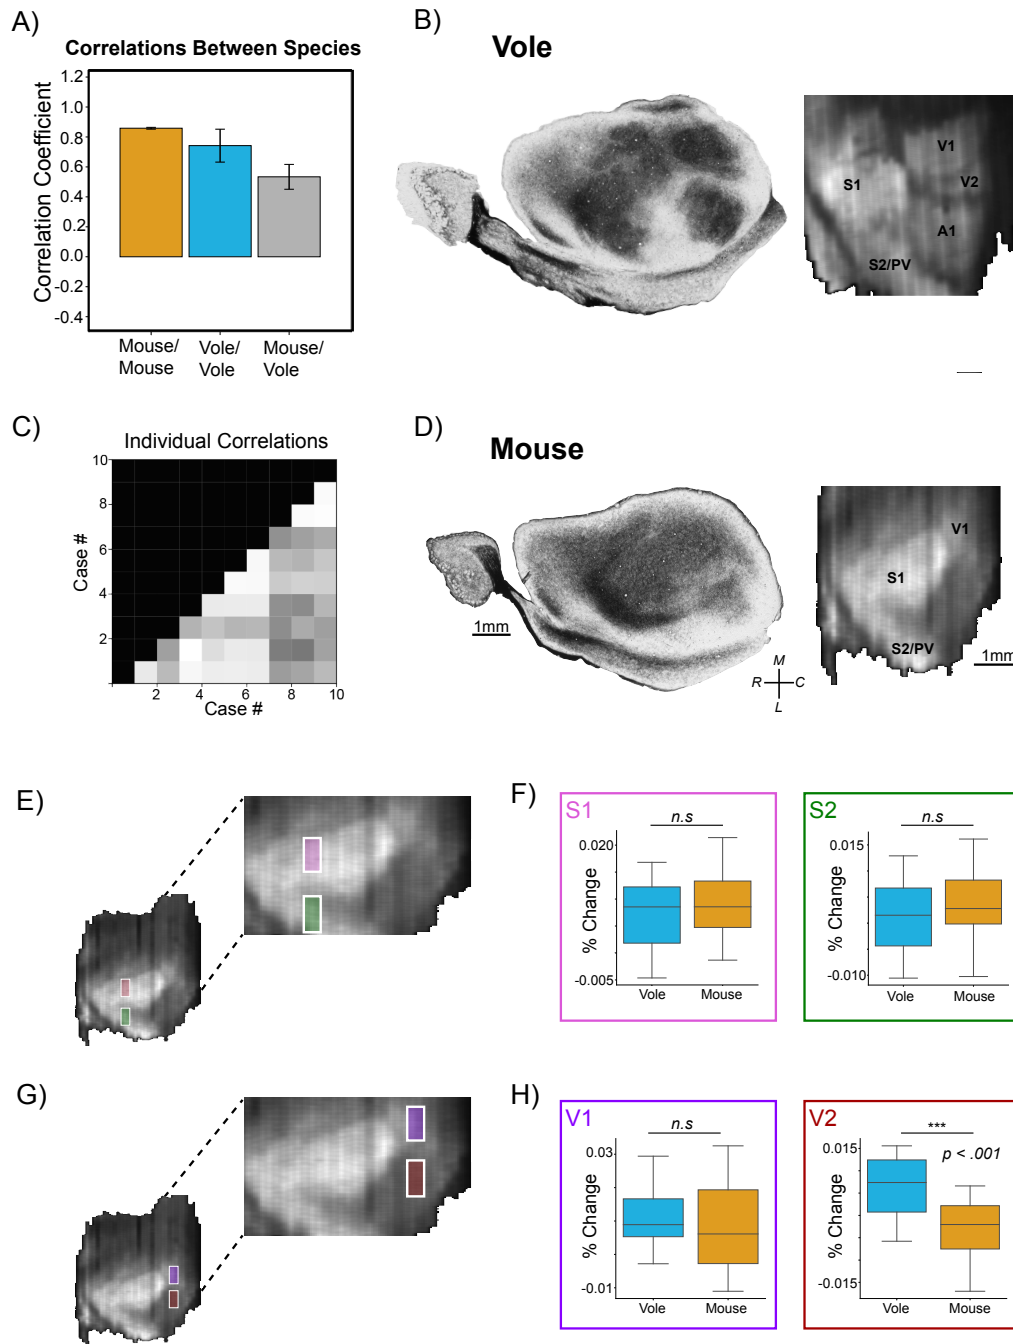 A)
Correlations Between Species
Correlation Coefficient
1.2
1.0
0.8
0.6
0.4
0.2
0.0
-0.2
-0.4
Mouse/
Mouse
Vole/
Vole
Mouse/
Vole
B)
Vole
V1
S1
V2
A1
S2/PV
C)
Individual Correlations
Case #
10
8
6
4
2
2
4
6
8
10
Case #
D)
Mouse
1mm
M
R
C
L
V1
S1
S2/PV
1mm
E)
F)
S1
n.s
% Change
0.020
-0.005
Vole
Mouse
S2
n.s
% Change
0.015
-0.010
Vole
Mouse
G)
H)
V1
n.s
% Change
0.03
-0.01
Vole
Mouse
V2
***
p < .001
% Change
0.015
-0.015
Vole
Mouse